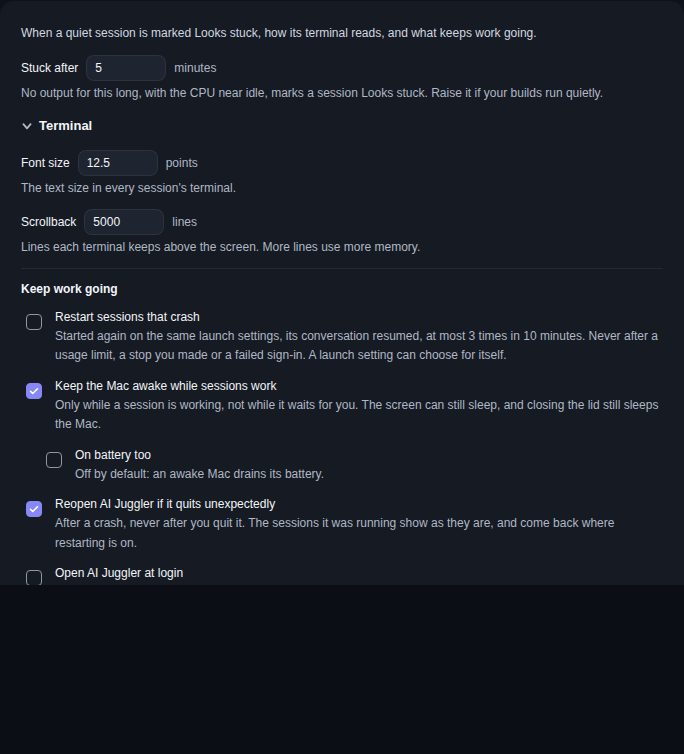 When a quiet session is marked Looks stuck, how its terminal reads, and what keeps work going.
Stuck after 5 minutes
No output for this long, with the CPU near idle, marks a session Looks stuck. Raise it if your builds run quietly.
Terminal
Font size 12.5 points
The text size in every session's terminal.
Scrollback 5000 lines
Lines each terminal keeps above the screen. More lines use more memory.
Keep work going
Restart sessions that crash
Started again on the same launch settings, its conversation resumed, at most 3 times in 10 minutes. Never after a
usage limit, a stop you made or a failed sign-in. A launch setting can choose for itself.
Keep the Mac awake while sessions work
Only while a session is working, not while it waits for you. The screen can still sleep, and closing the lid still sleeps
the Mac.
On battery too
Off by default: an awake Mac drains its battery.
Reopen AI Juggler if it quits unexpectedly
After a crash, never after you quit it. The sessions it was running show as they are, and come back where
restarting is on.
Open AI Juggler at login